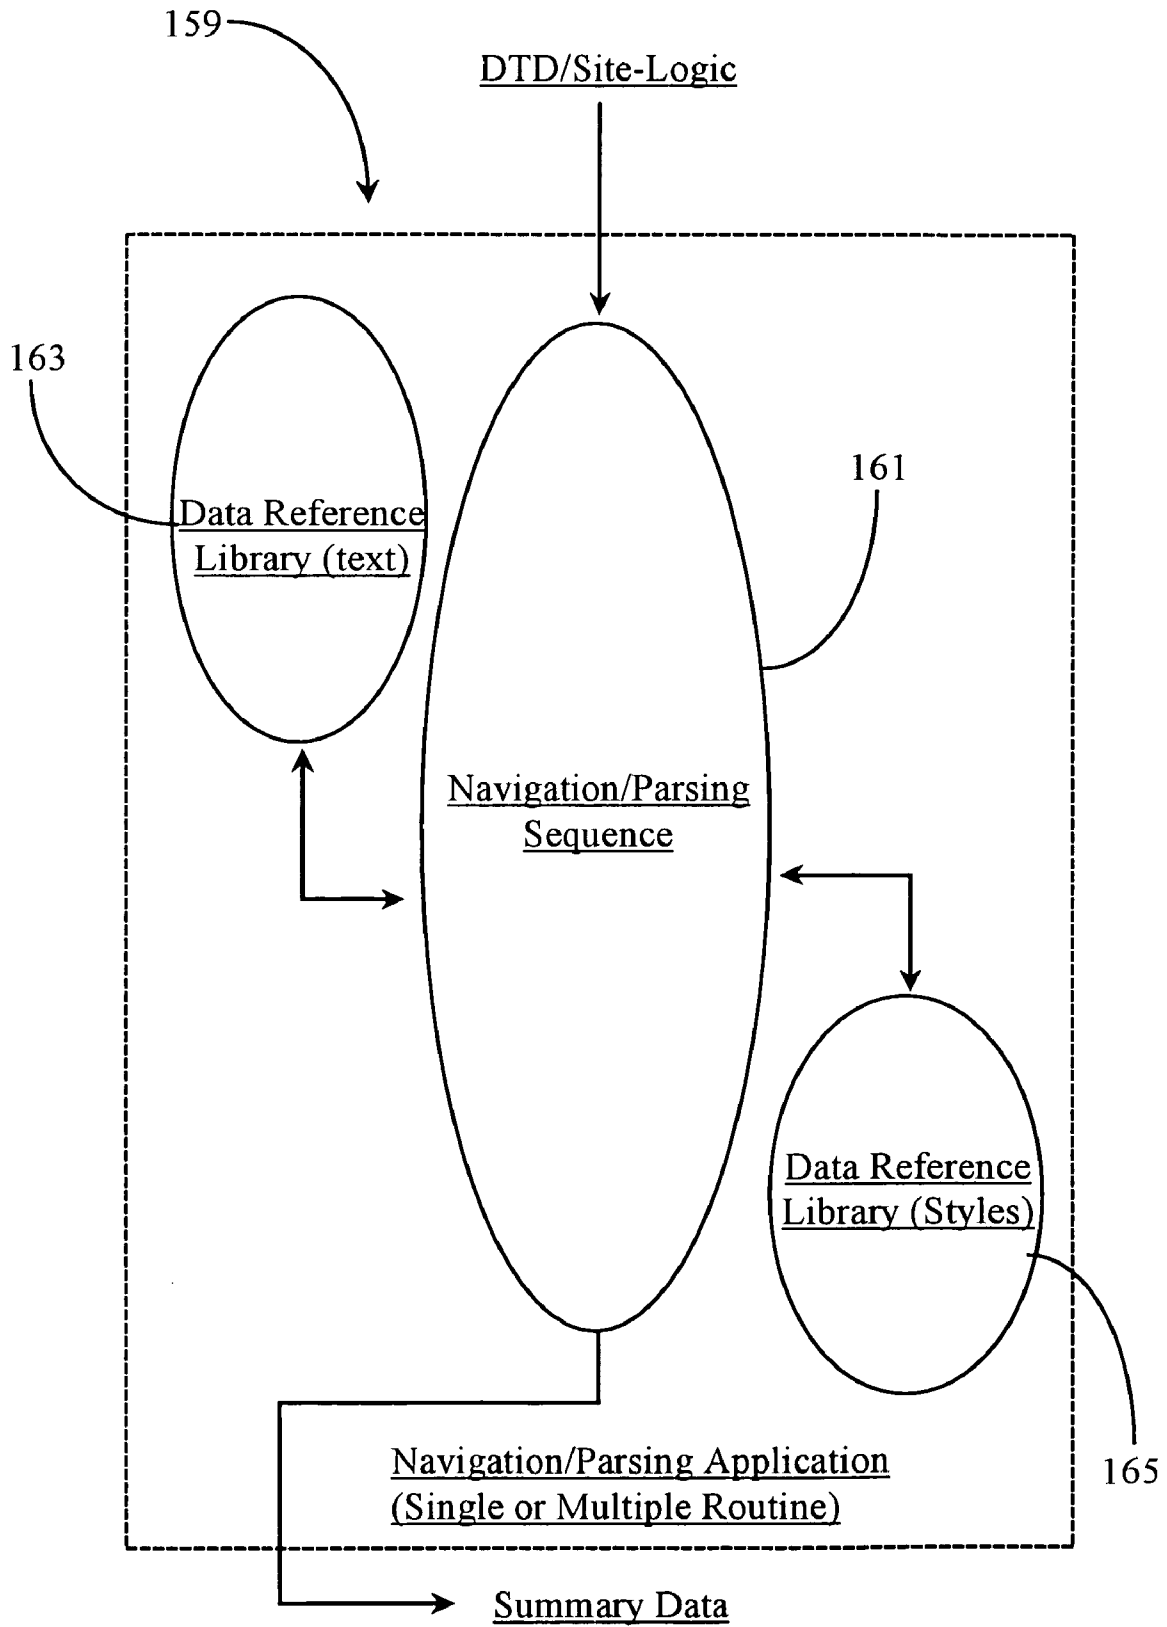 159
DTD/Site-Logic
163
161
Data Reference
Library (text)
Navigation/Parsing
Sequence
Data Reference
Library (Styles)
Navigation/Parsing Application
(Single or Multiple Routine)
165
Summary Data